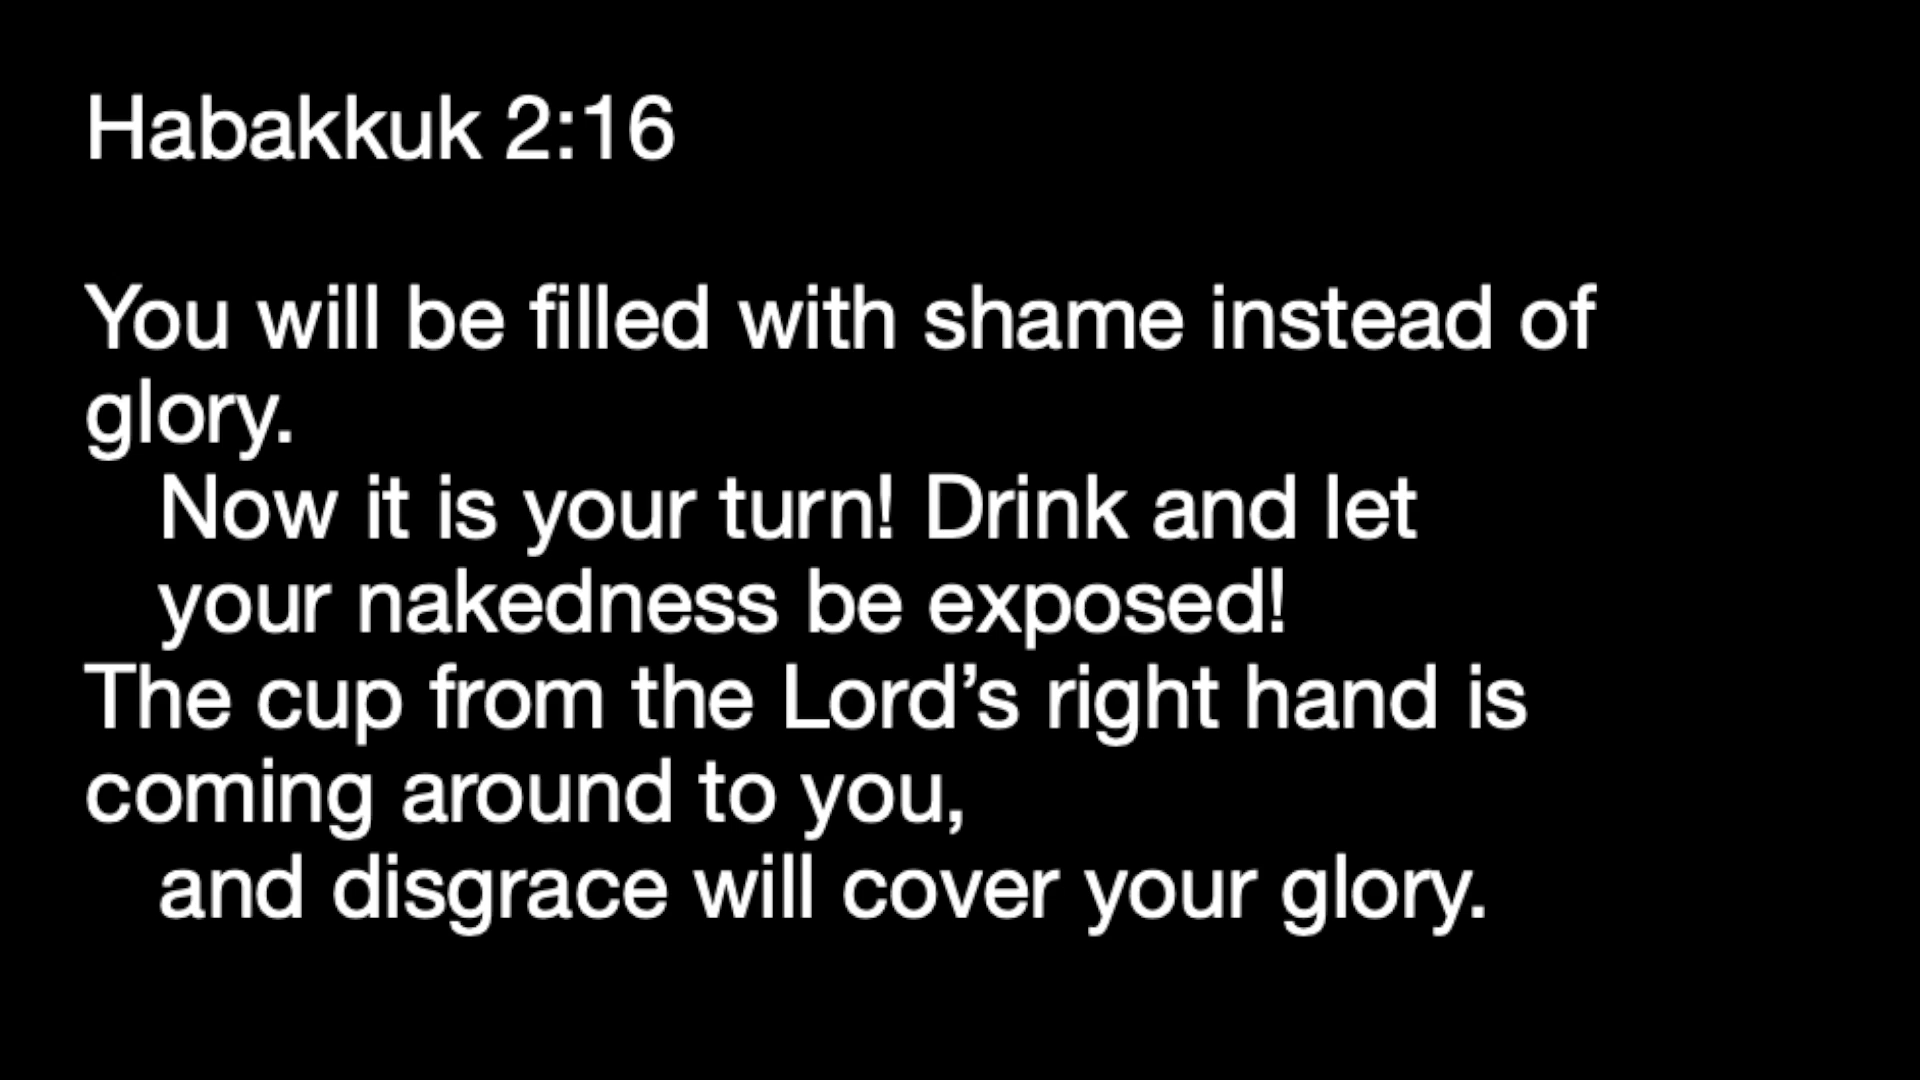 Habakkuk 2:16
You will be filled with shame instead of
glory.
Now it is your turn! Drink and let
your nakedness be exposed!
The cup from the Lord’s right hand is
coming around to you,
and disgrace will cover your glory.